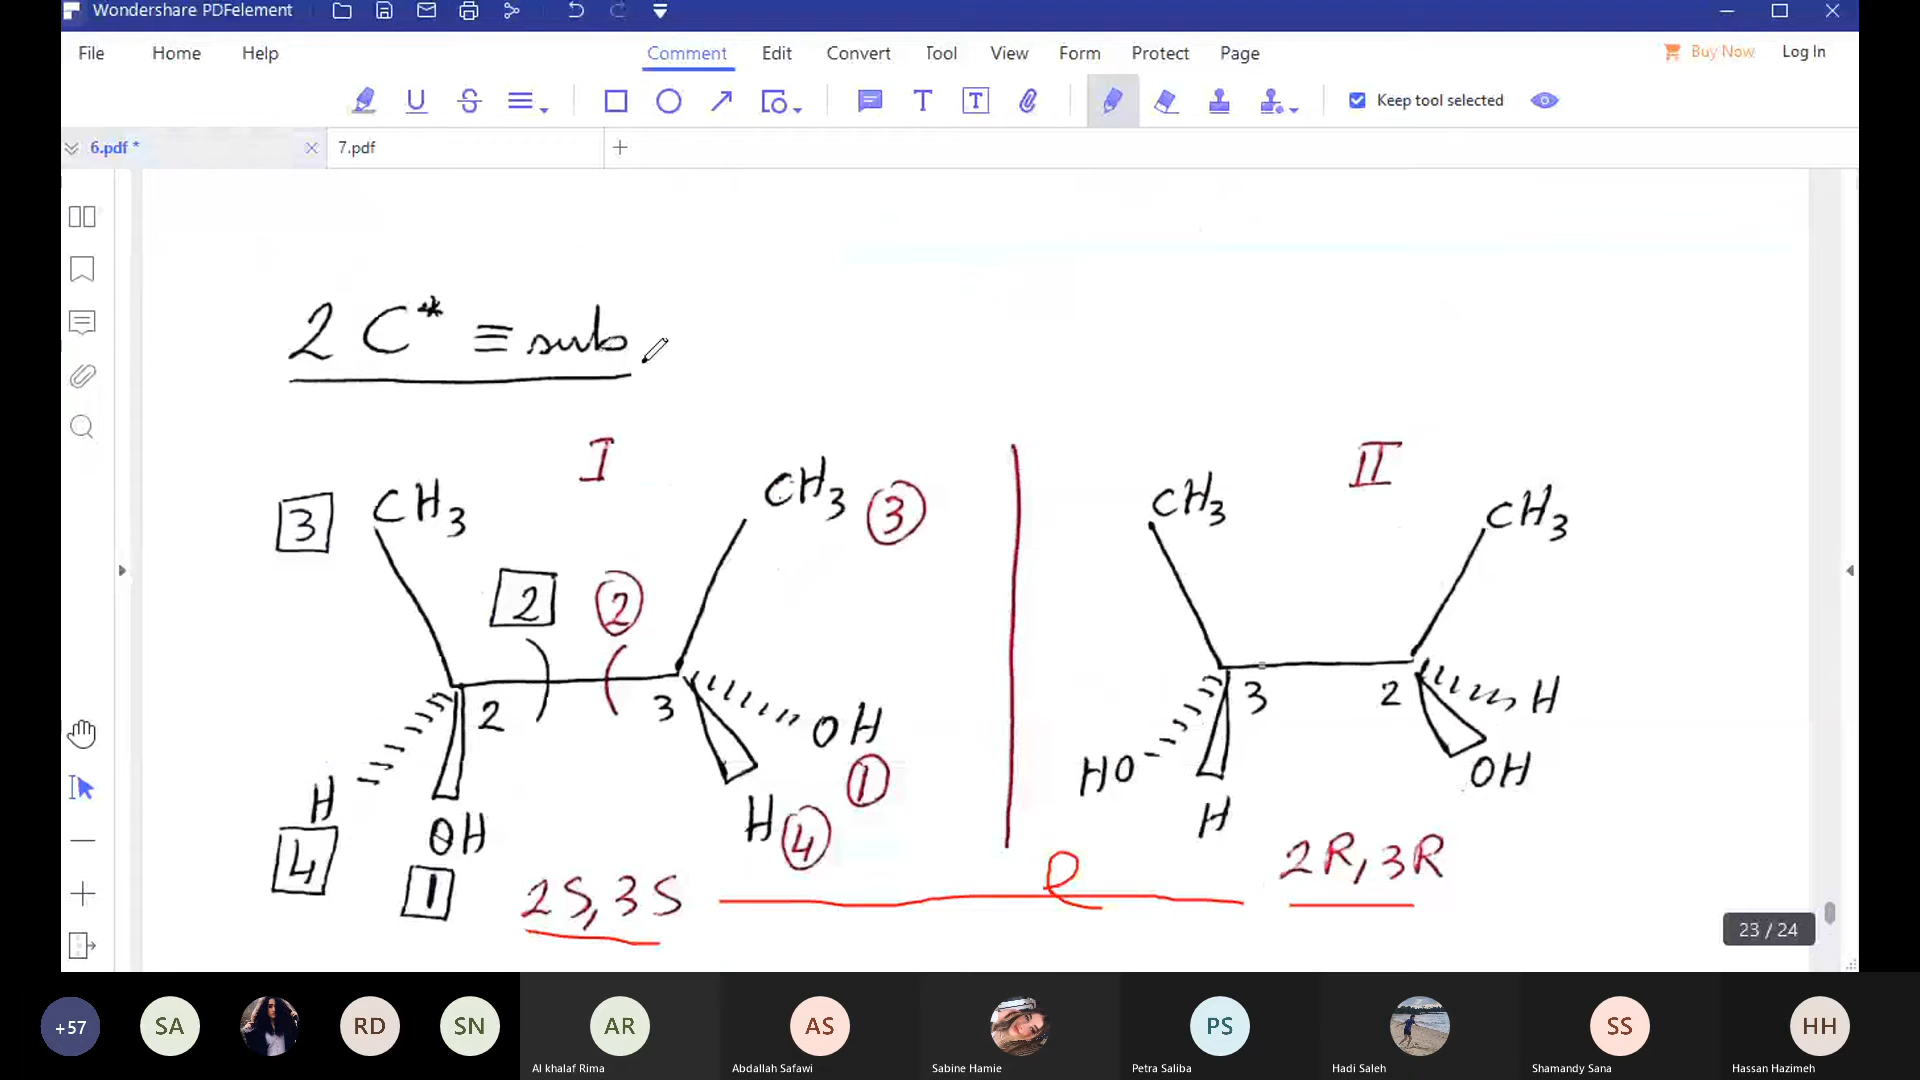 Wondershare PDFelement
File Home Help Comment Edit Convert Tool View Form Protect Page Buy Now Log In
T T Keep tool selected
6.pdf * 7.pdf
2 C* ≡ sub
I II
3 CH3 CH3 3 CH3 CH3
2 2
2 3 3 2
H OH OH H HO H H OH
4 1 4 1
2S, 3S e 2R, 3R
23 / 24
+57 SA RD SN AR AS PS SS HH
Al khalaf Rima Abdallah Safawi Sabine Hamie Petra Saliba Hadi Saleh Shamandy Sana Hassan Hazimeh